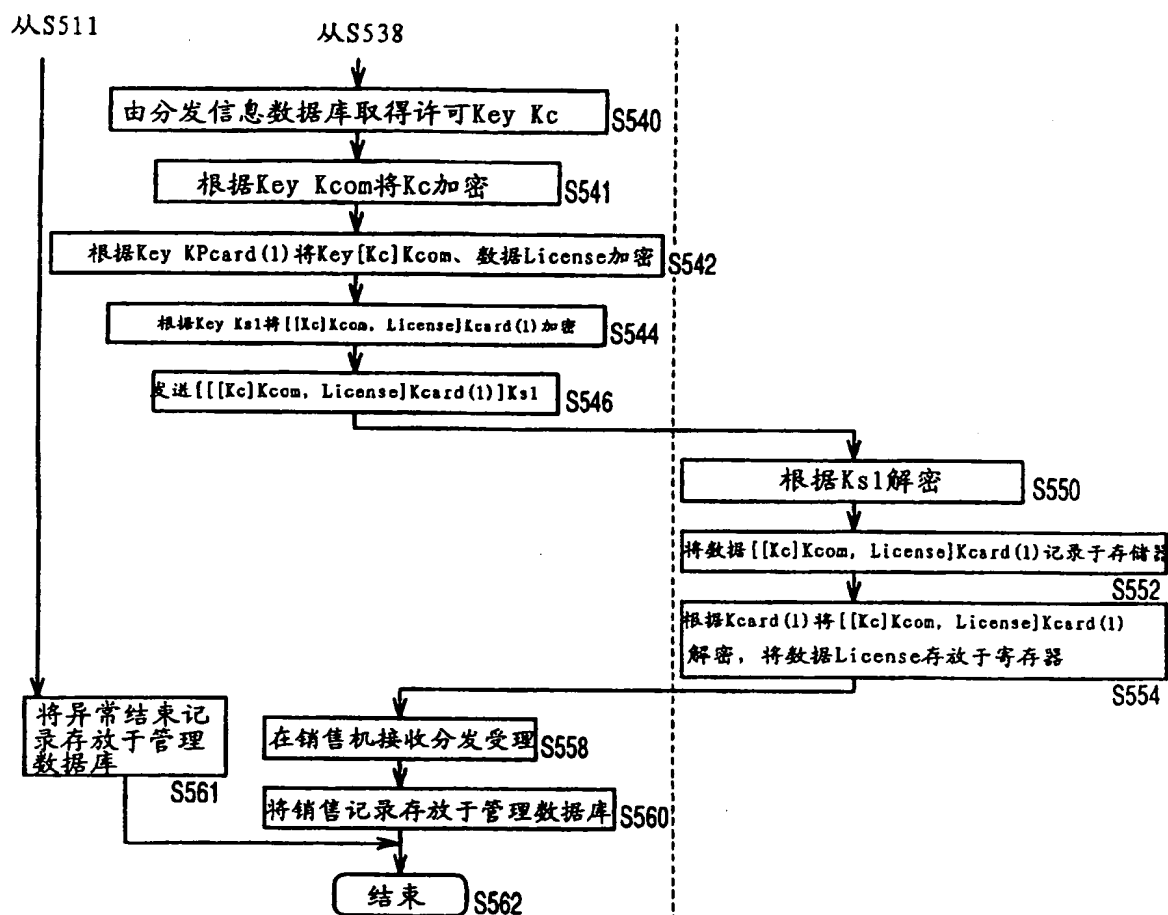 从S511
从S538
由分发信息数据库取得许可Key Kc
S540
根据Key Kcom将Kc加密
S541
根据Key KPcard(1)将Key[Kc]Kcom、数据License加密
S542
根据Key Ks1将{[Kc]Kcom, License}Kcard(1)加密
S544
发送[{[Kc]Kcom, License}Kcard(1)]Ks1
S546
根据Ks1解密
S550
将数据{[Kc]Kcom, License}Kcard(1)记录于存储器
S552
根据Kcard(1)将{[Kc]Kcom, License}Kcard(1)
解密，将数据License存放于寄存器
S554
将异常结束记
录存放于管理
数据库
S561
在销售机接收分发受理
S558
将销售记录存放于管理数据库
S560
结束
S562